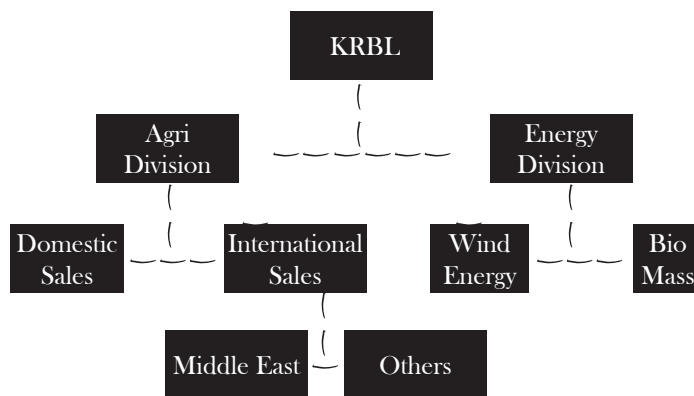 KRBL
Agri
Division
Energy
Division
Domestic
Sales
International
Sales
Wind
Energy
Bio
Mass
Middle East
Others